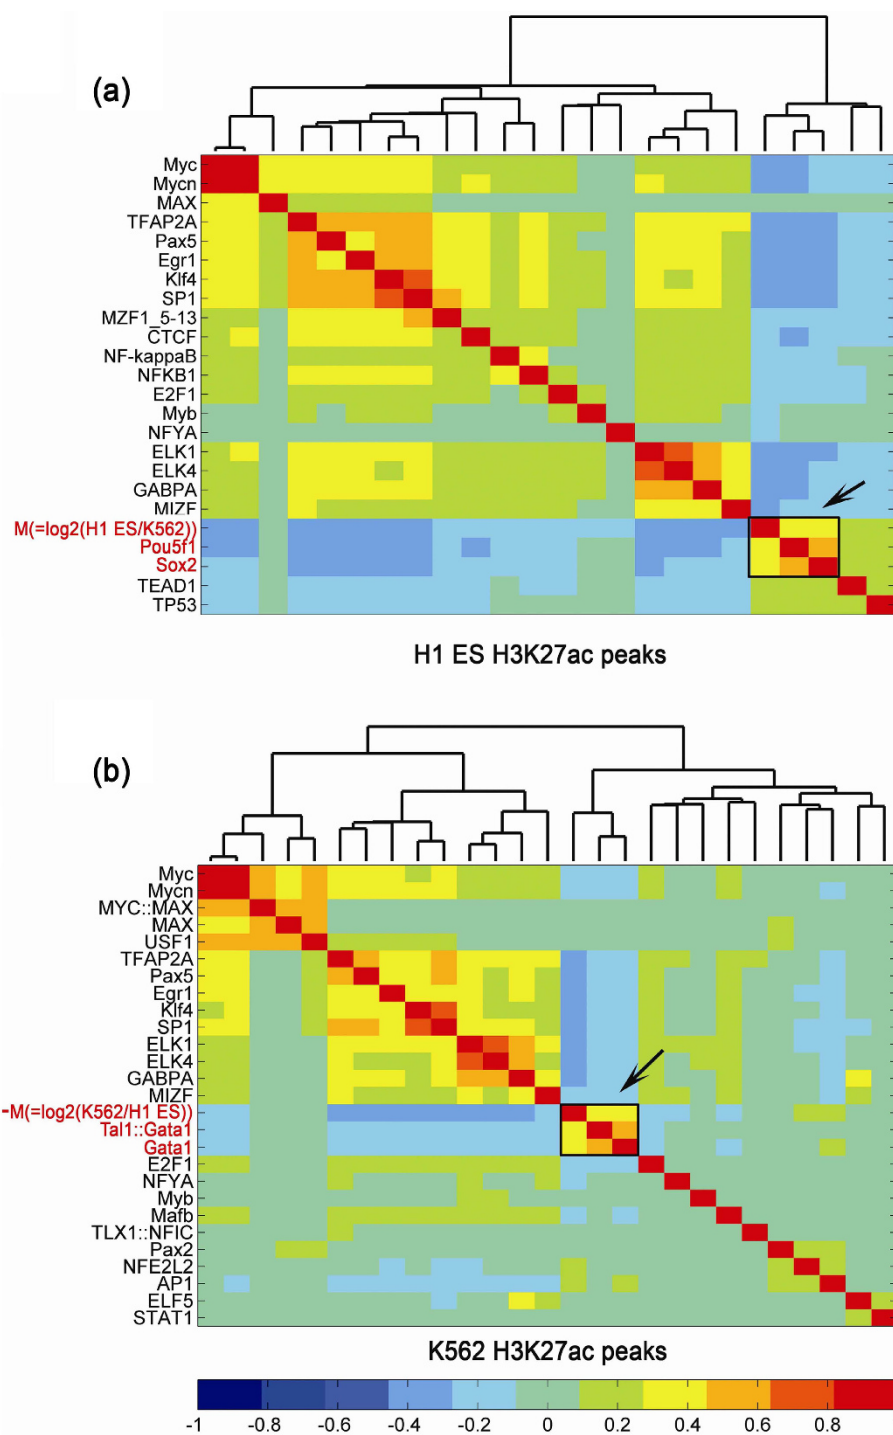 (a)
Myc
Mycn
MAX
TFAP2A
Pax5
Egr1
Klf4
SP1
MZF1_5-13
CTCF
NF-kappaB
NFKB1
E2F1
Myb
NFYA
ELK1
ELK4
GABPA
MIZF
M(=log2(H1 ES/K562))
Pou5f1
Sox2
TEAD1
TP53
H1 ES H3K27ac peaks
(b)
Myc
Mycn
MYC::MAX
MAX
USF1
TFAP2A
Pax5
Egr1
Klf4
SP1
ELK1
ELK4
GABPA
MIZF
-M(=log2(K562/H1 ES))
Tal1::Gata1
Gata1
E2F1
NFYA
Myb
Mafb
TLX1::NFIC
Pax2
NFE2L2
AP1
ELF5
STAT1
K562 H3K27ac peaks
-1 -0.8 -0.6 -0.4 -0.2 0 0.2 0.4 0.6 0.8